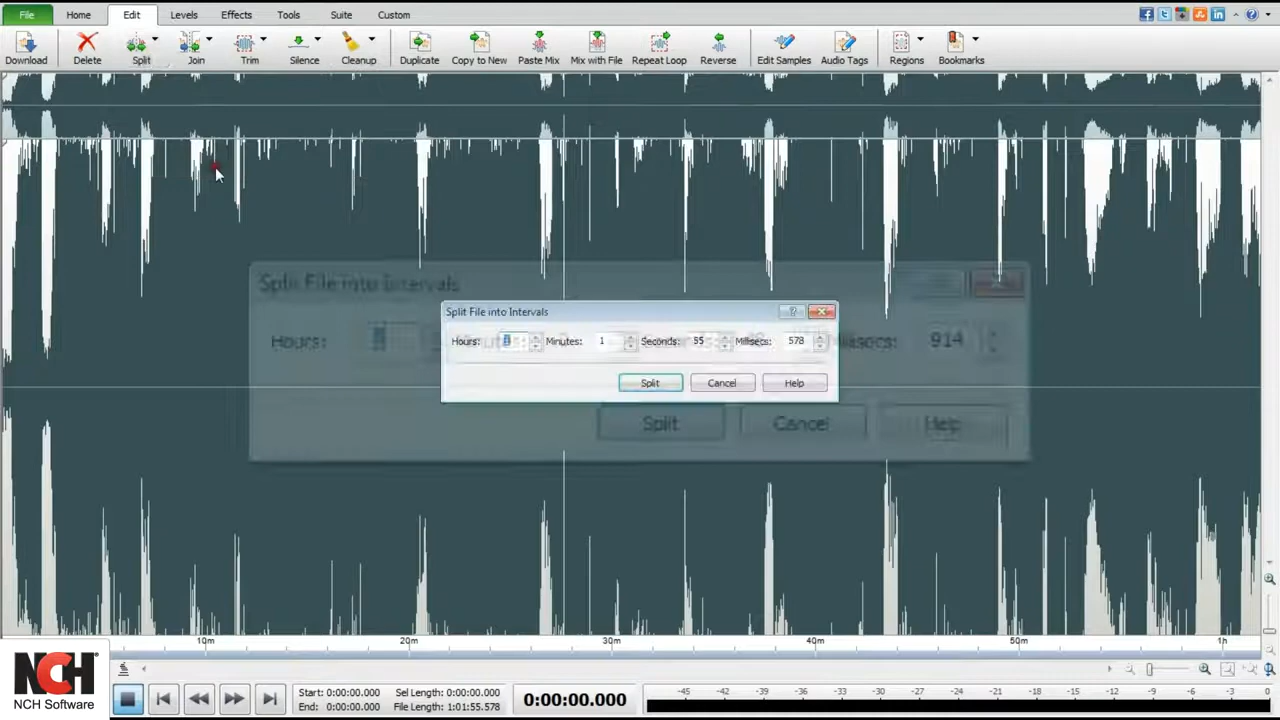 File Home Edit Levels Effects Tools Suite Custom
Download Delete Split Join Trim Silence Cleanup Duplicate Copy to New Paste Mix Mix with File Repeat Loop Reverse Edit Samples Audio Tags Regions Bookmarks
Split File into Intervals
Split File into Intervals
Hours: Minutes: 1 Seconds: 55 Millisecs: 578
Hours: 914
Split Cancel Help
Split Cancel Help
10m 20m 30m 40m 50m 1h
NCH
NCH Software
Start: 0:00:00.000 Sel Length: 0:00:00.000
End: 0:00:00.000 File Length: 1:01:55.578
0:00:00.000
-45 -42 -39 -36 -33 -30 -27 -24 -21 -18 -15 -12 -9 -6 -3 0